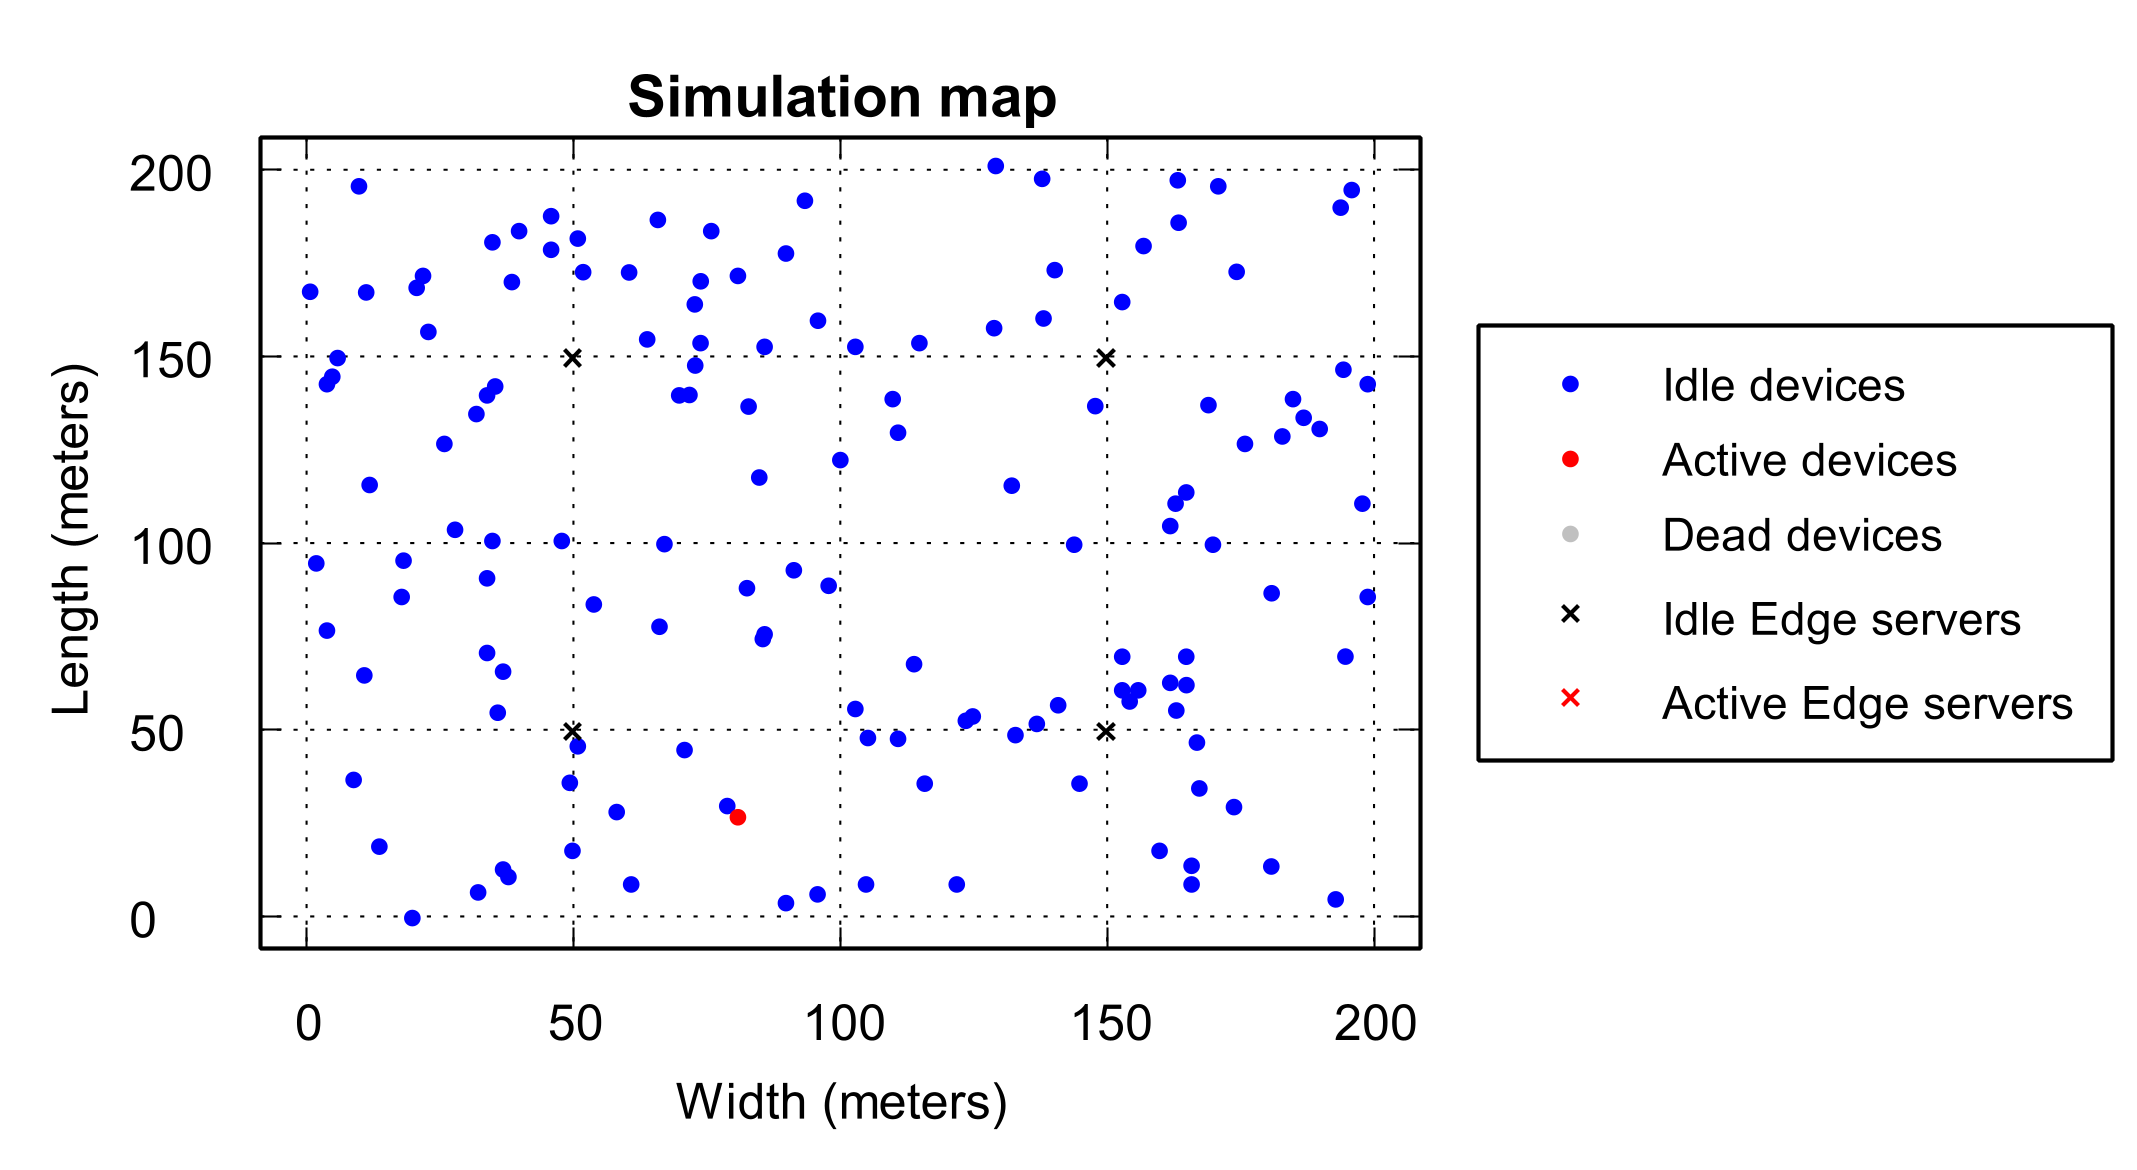 Simulation map
200
150
100
50
0
Length (meters)
0 50 100 150 200
Width (meters)
Idle devices
Active devices
Dead devices
Idle Edge servers
Active Edge servers